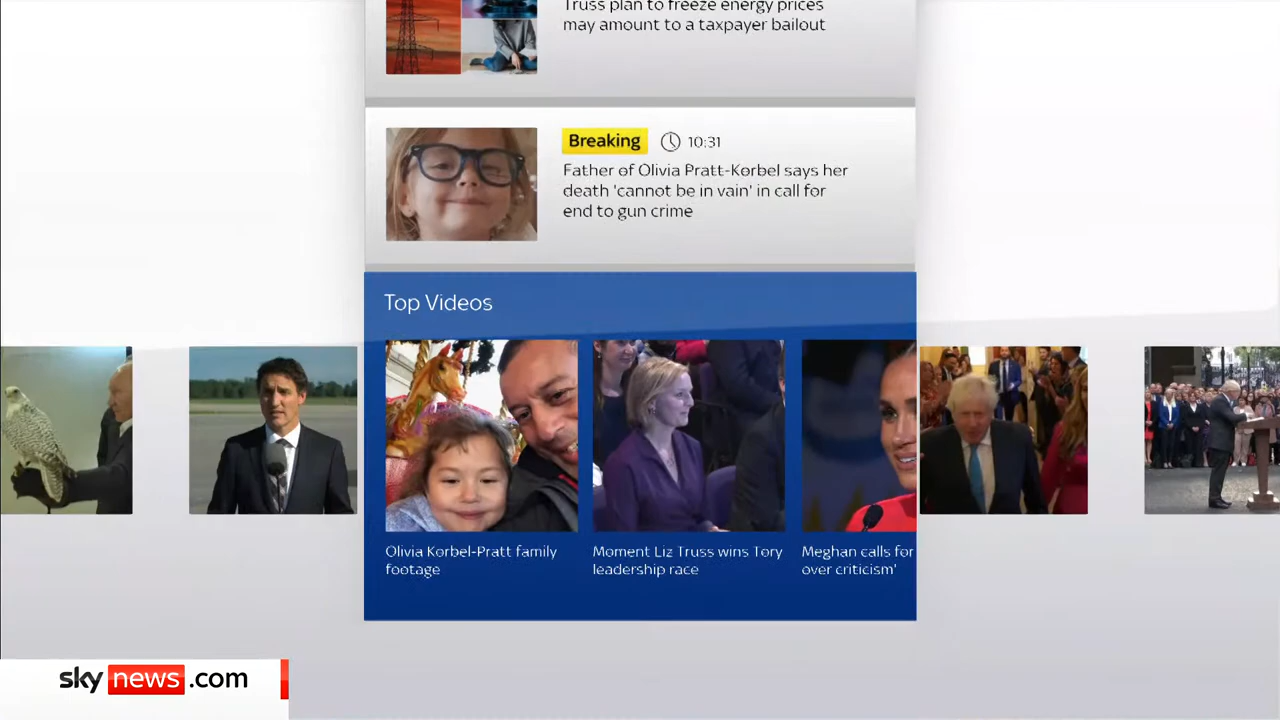 Truss plan to freeze energy prices
may amount to a taxpayer bailout
Breaking 10:31
Father of Olivia Pratt-Korbel says her
death 'cannot be in vain' in call for
end to gun crime
Top Videos
Olivia Korbel-Pratt family
footage
Moment Liz Truss wins Tory
leadership race
Meghan calls for
over criticism'
sky news .com